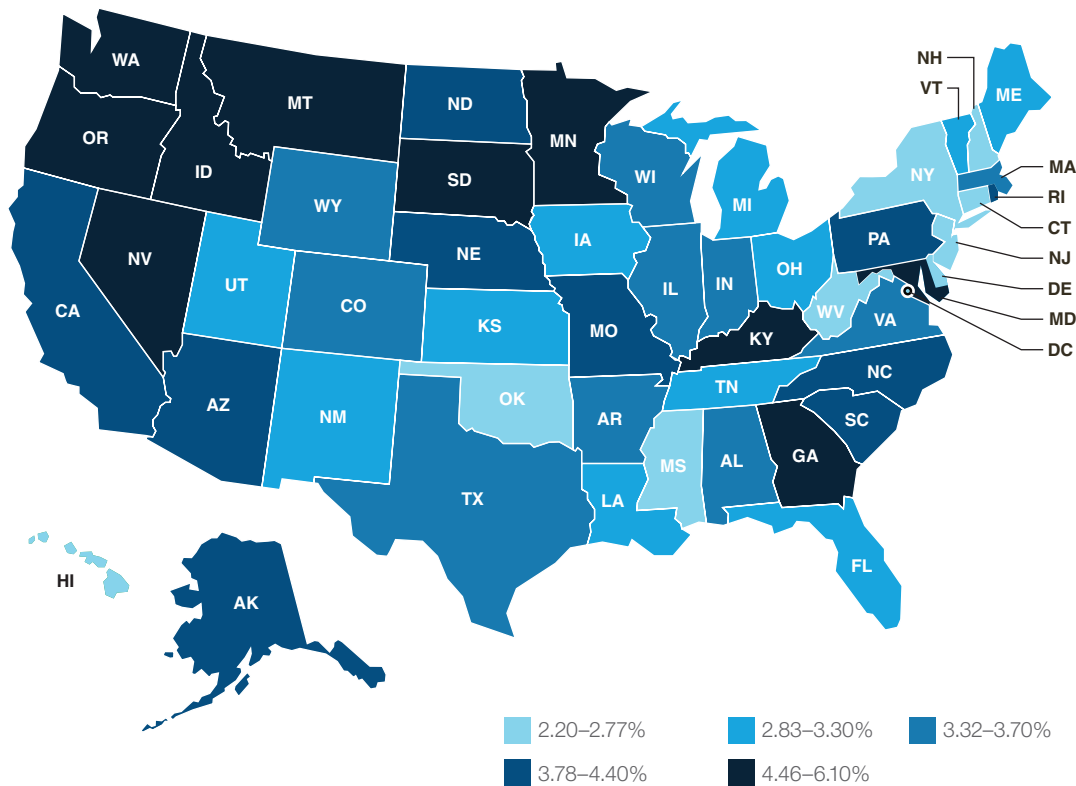 WA
MT
ND
MN
OR
ID
SD
WI
WY
NE
IA
MI
NV
UT
CO
KS
CA
IL
IN
OH
PA
NY
NH
VT
ME
MA
RI
CT
NJ
DE
MD
DC
WV
VA
KY
MO
AZ
NM
OK
AR
TN
NC
SC
MS
AL
GA
TX
LA
FL
HI
AK
2.20–2.77%
2.83–3.30%
3.32–3.70%
3.78–4.40%
4.46–6.10%